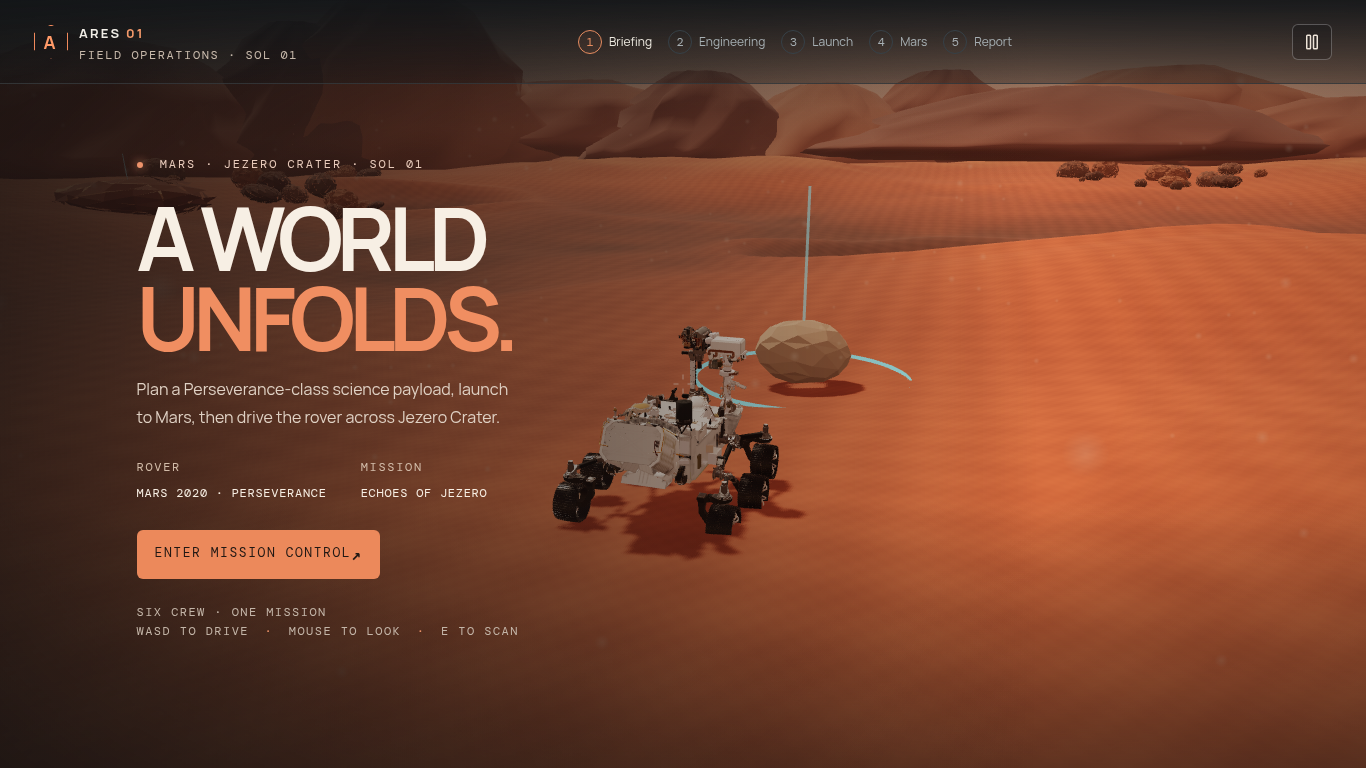 A
ARES 01
FIELD OPERATIONS · SOL 01
1 Briefing
2 Engineering
3 Launch
4 Mars
5 Report
MARS · JEZERO CRATER · SOL 01
A WORLD
UNFOLDS.
Plan a Perseverance-class science payload, launch
to Mars, then drive the rover across Jezero Crater.
ROVER
MARS 2020 · PERSEVERANCE
MISSION
ECHOES OF JEZERO
ENTER MISSION CONTROL↗
SIX CREW · ONE MISSION
WASD TO DRIVE · MOUSE TO LOOK · E TO SCAN